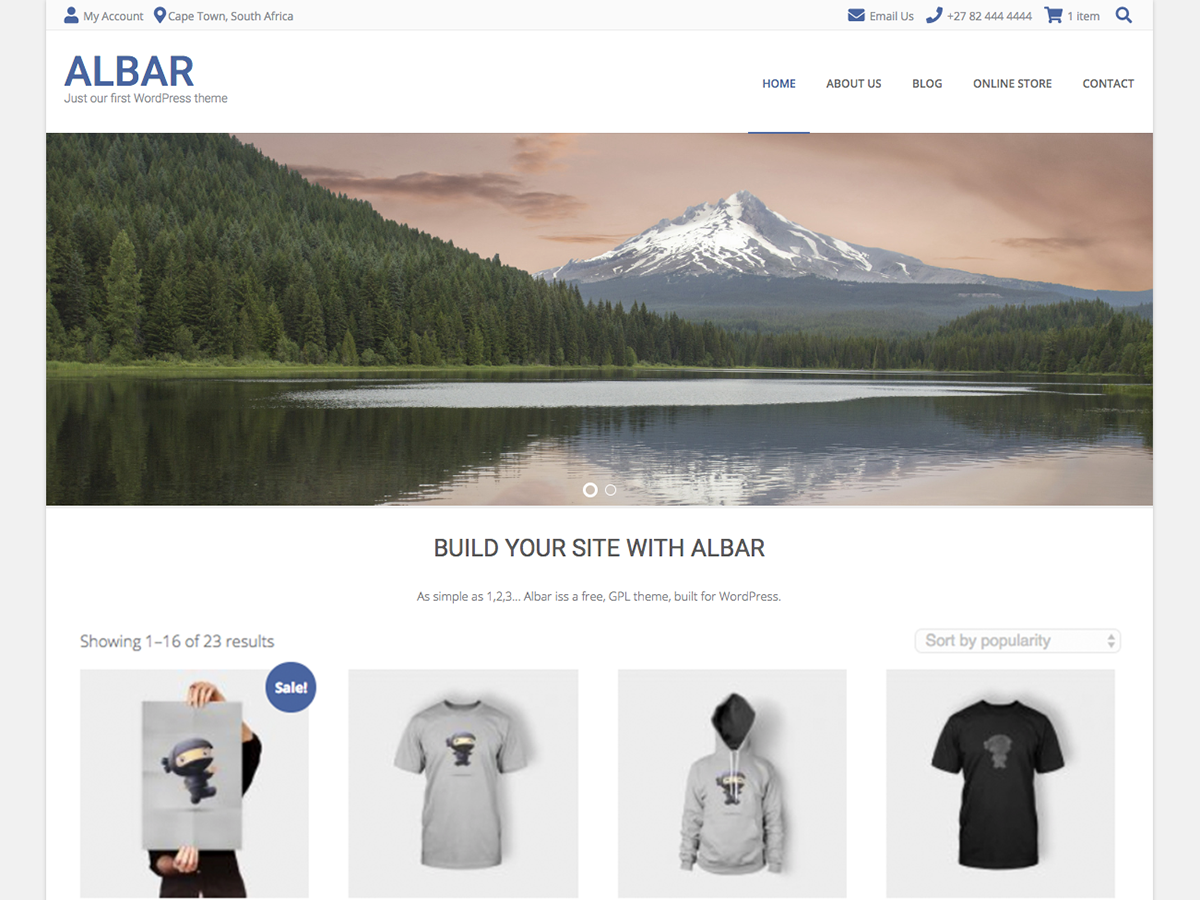 My Account Cape Town, South Africa Email Us +27 82 444 4444 1 item
ALBAR
Just our first WordPress theme
HOME ABOUT US BLOG ONLINE STORE CONTACT
BUILD YOUR SITE WITH ALBAR
As simple as 1,2,3... Albar iss a free, GPL theme, built for WordPress.
Showing 1–16 of 23 results Sort by popularity
Sale!